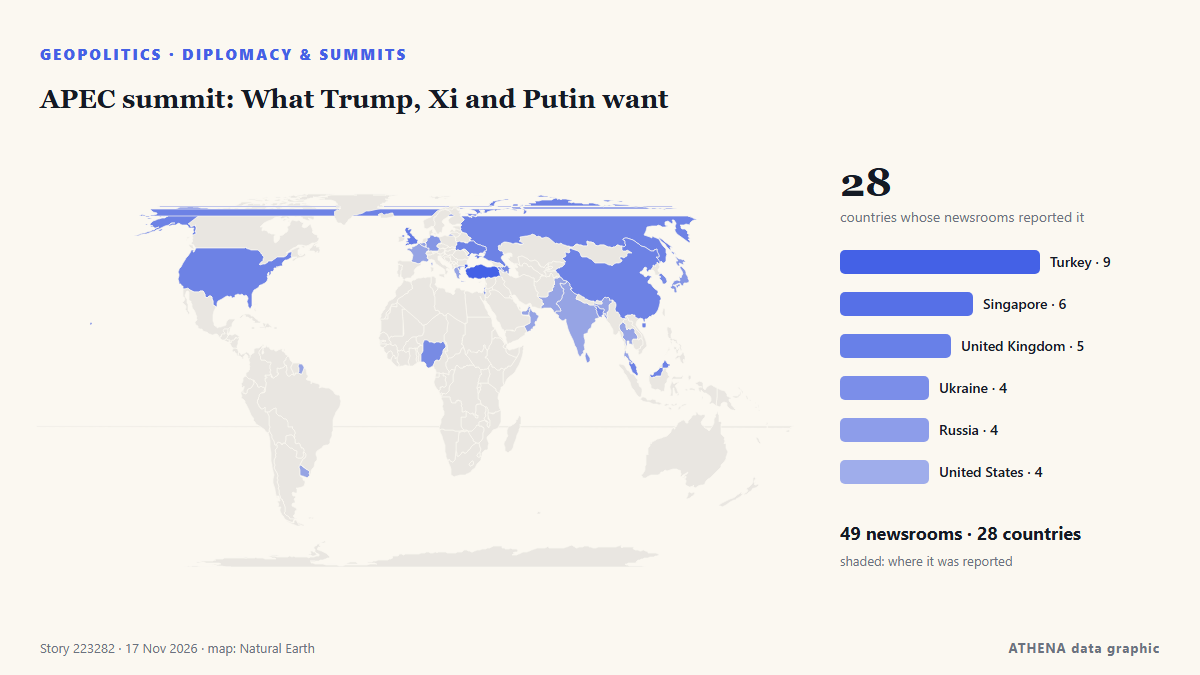 GEOPOLITICS · DIPLOMACY & SUMMITS
APEC summit: What Trump, Xi and Putin want
28
countries whose newsrooms reported it
Turkey · 9
Singapore · 6
United Kingdom · 5
Ukraine · 4
Russia · 4
United States · 4
49 newsrooms · 28 countries
shaded: where it was reported
Story 223282 · 17 Nov 2026 · map: Natural Earth
ATHENA data graphic